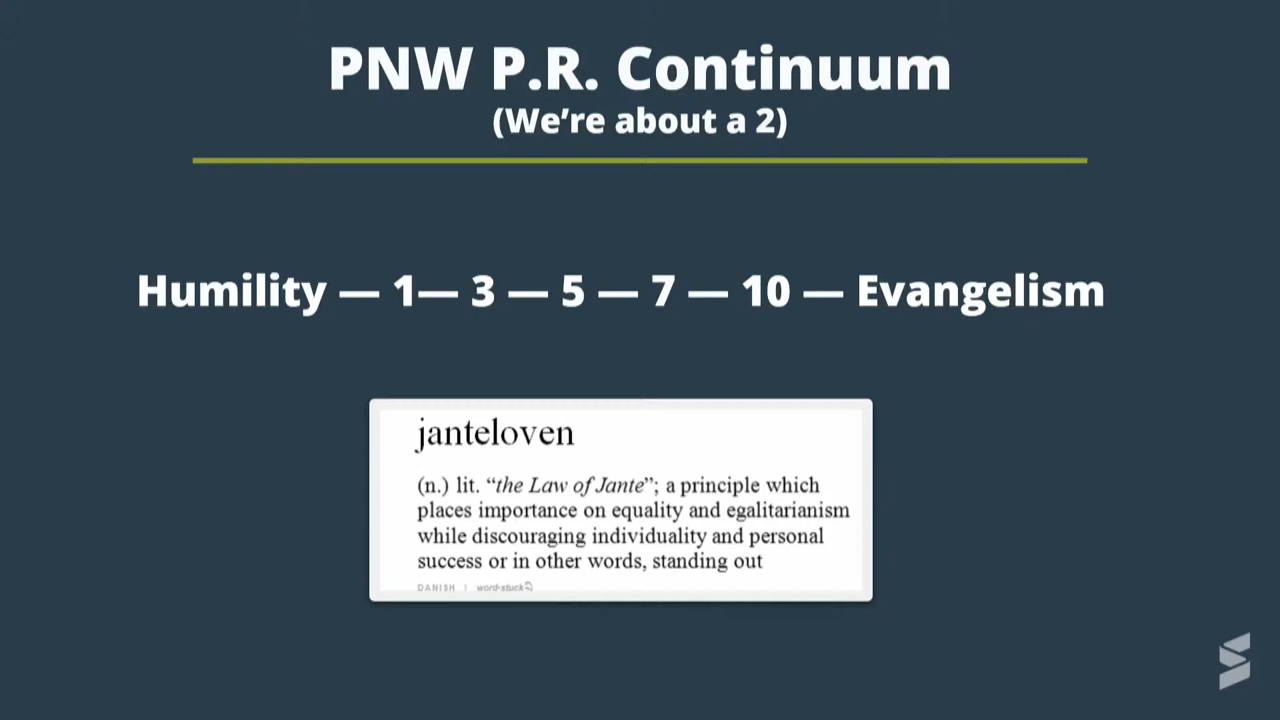 PNW P.R. Continuum
(We’re about a 2)
Humility — 1— 3 — 5 — 7 — 10 — Evangelism
janteloven
(n.) lit. “the Law of Jante”; a principle which
places importance on equality and egalitarianism
while discouraging individuality and personal
success or in other words, standing out
DANISH | word-stuck